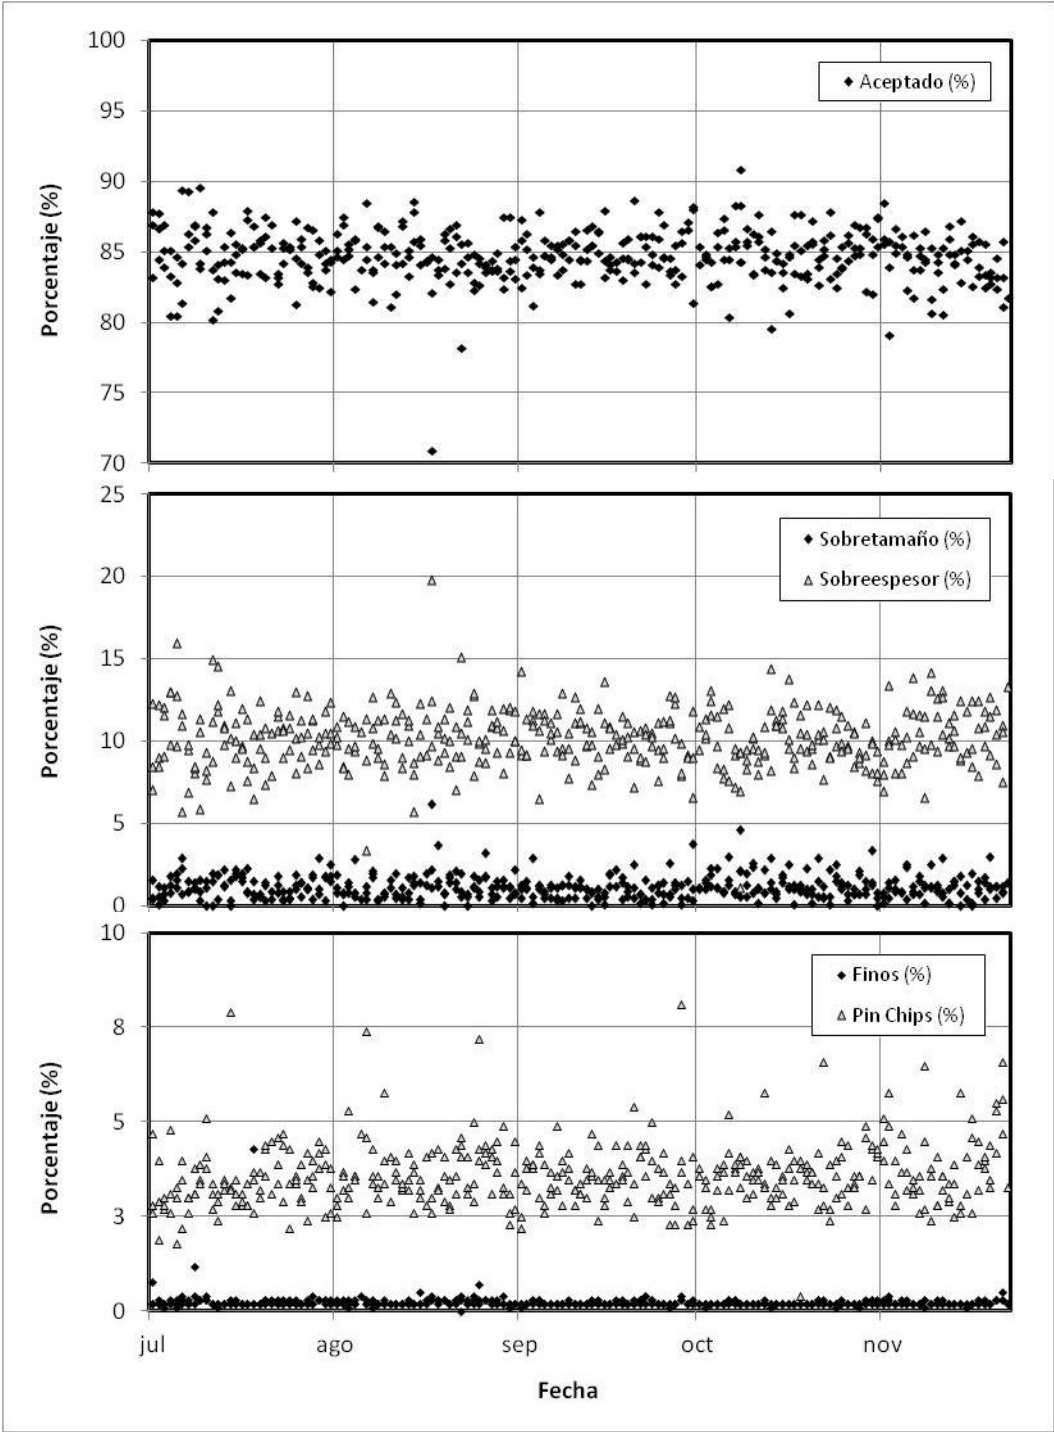 100
95
90
85
80
75
70
Porcentaje (%)
Aceptado (%)
25
20
15
10
5
0
Porcentaje (%)
Sobretamaño (%)
Sobreespesor (%)
10
8
5
3
0
Porcentaje (%)
Finos (%)
Pin Chips (%)
jul ago sep oct nov
Fecha